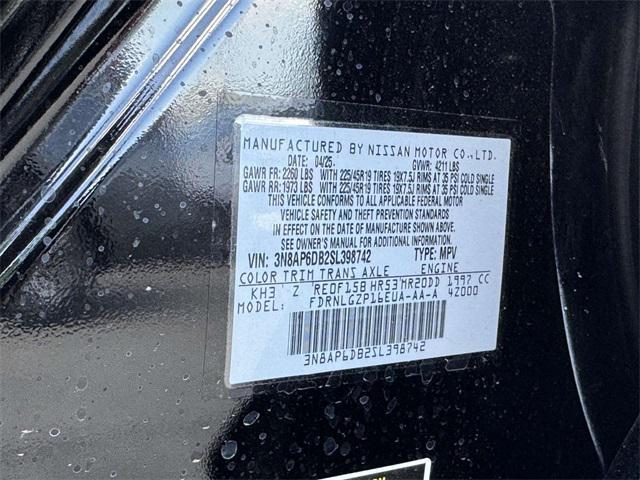 MANUFACTURED BY NISSAN MOTOR CO.,LTD.
DATE: 04/25 GVWR: 4211 LBS
GAWR FR: 2260 LBS WITH 225/45R19 TIRES 19X7.5J RIMS AT 35 PSI COLD SINGLE
GAWR RR: 1973 LBS WITH 225/45R19 TIRES 19X7.5J RIMS AT 35 PSI COLD SINGLE
THIS VEHICLE CONFORMS TO ALL APPLICABLE FEDERAL MOTOR
VEHICLE SAFETY AND THEFT PREVENTION STANDARDS
IN EFFECT ON THE DATE OF MANUFACTURE SHOWN ABOVE.
SEE OWNER'S MANUAL FOR ADDITIONAL INFORMATION.
VIN: 3N8AP6DB2SL398742 TYPE: MPV
COLOR TRIM TRANS AXLE ENGINE
KH3 Z RE0F15B HR53 MR20DD 1997 CC
FDRNLGZP16EUA-AA-A 42000
3N8AP6DB2SL398742